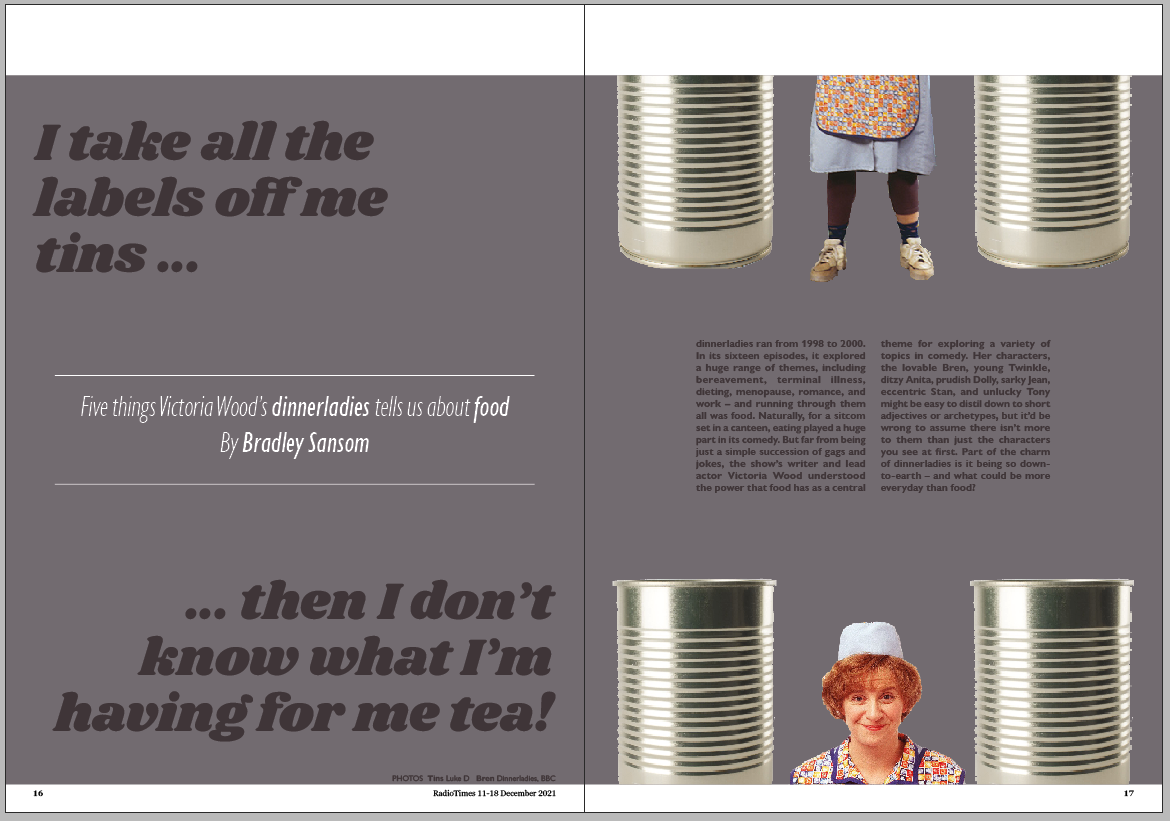 I take all the
labels off me
tins ...
Five things Victoria Wood's dinnerladies tells us about food
By Bradley Sansom
... then I don't
know what I'm
having for me tea!
PHOTOS Tins Luke D Bren Dinnerladies, BBC
16
RadioTimes 11-18 December 2021
dinnerladies ran from 1998 to 2000.
In its sixteen episodes, it explored
a huge range of themes, including
bereavement, terminal illness,
dieting, menopause, romance, and
work – and running through them
all was food. Naturally, for a sitcom
set in a canteen, eating played a huge
part in its comedy. But far from being
just a simple succession of gags and
jokes, the show's writer and lead
actor Victoria Wood understood
the power that food has as a central
theme for exploring a variety of
topics in comedy. Her characters,
the lovable Bren, young Twinkle,
ditzy Anita, prudish Dolly, sarky Jean,
eccentric Stan, and unlucky Tony
might be easy to distil down to short
adjectives or archetypes, but it'd be
wrong to assume there isn't more
to them than just the characters
you see at first. Part of the charm
of dinnerladies is it being so down-
to-earth – and what could be more
everyday than food?
17